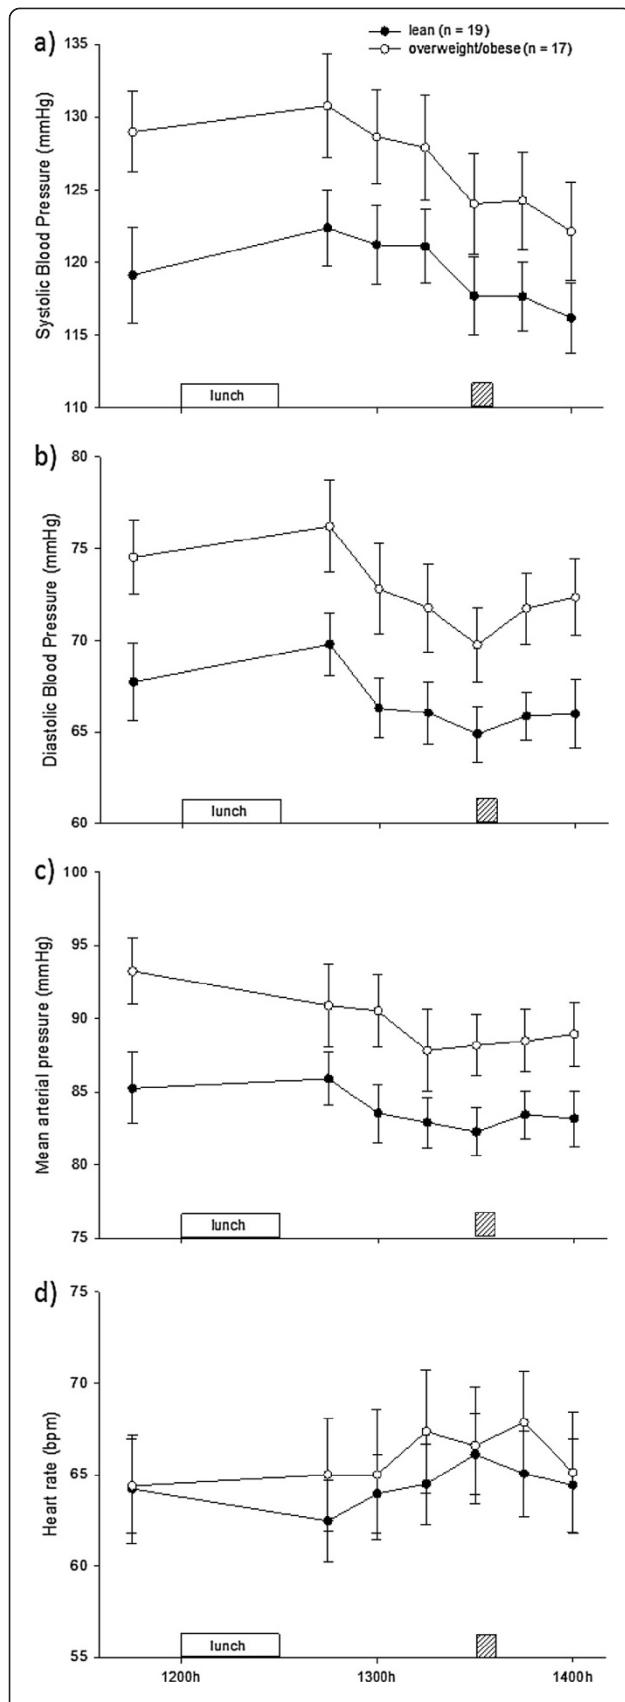 a)
lean (n = 19)
overweight/obese (n = 17)
Systolic Blood Pressure (mmHg)
135
130
125
120
115
110
lunch
b)
Diastolic Blood Pressure (mmHg)
80
75
70
65
60
lunch
c)
Mean arterial pressure (mmHg)
100
95
90
85
80
75
lunch
d)
Heart rate (bpm)
75
70
65
60
55
lunch
1200h 1300h 1400h